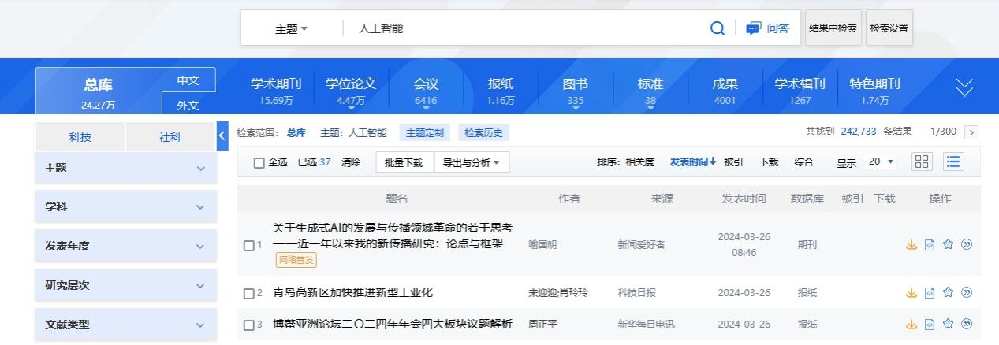 主题 人工智能 问答 结果中检索 检索设置
总库 中文 学术期刊 学位论文 会议 报纸 图书 标准 成果 学术辑刊 特色期刊
24.27万 外文 15.69万 4.47万 6416 1.16万 335 38 4001 1267 1.74万
科技 社科 检索范围: 总库 主题: 人工智能 主题定制 检索历史 共找到 242,733 条结果 1/300
主题 全选 已选 37 清除 批量下载 导出与分析 排序: 相关度 发表时间 被引 下载 综合 显示 20
题名 作者 来源 发表时间 数据库 被引 下载 操作
学科
发表年度
研究层次
文献类型
1 关于生成式AI的发展与传播领域革命的若干思考
——近一年以来我的新传播研究:论点与框架
网络首发
喻国明 新闻爱好者 2024-03-26
08:46
期刊
2 青岛高新区加快推进新型工业化 宋迎迎;肖玲玲 科技日报 2024-03-26 报纸
3 博鳌亚洲论坛二〇二四年年会四大板块议题解析 周正平 新华每日电讯 2024-03-26 报纸